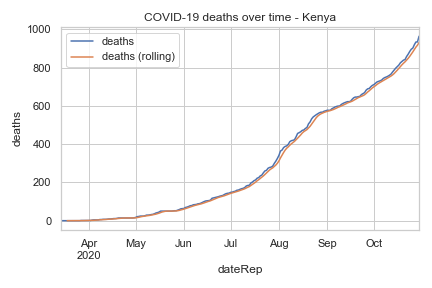 COVID-19 deaths over time - Kenya
deaths
deaths (rolling)
1000
800
600
400
200
0
deaths
Apr
2020
May
Jun
Jul
Aug
Sep
Oct
dateRep